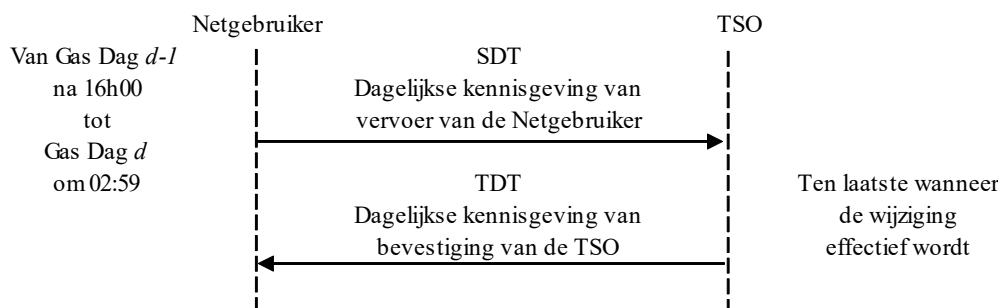 Netgebruiker
TSO
Van Gas Dag d-1
na 16h00
tot
Gas Dag d
om 02:59
SDT
Dagelijkse kennisgeving van
vervoer van de Netgebruiker
TDT
Dagelijkse kennisgeving van
bevestiging van de TSO
Ten laatste wanneer
de wijziging
effectief wordt